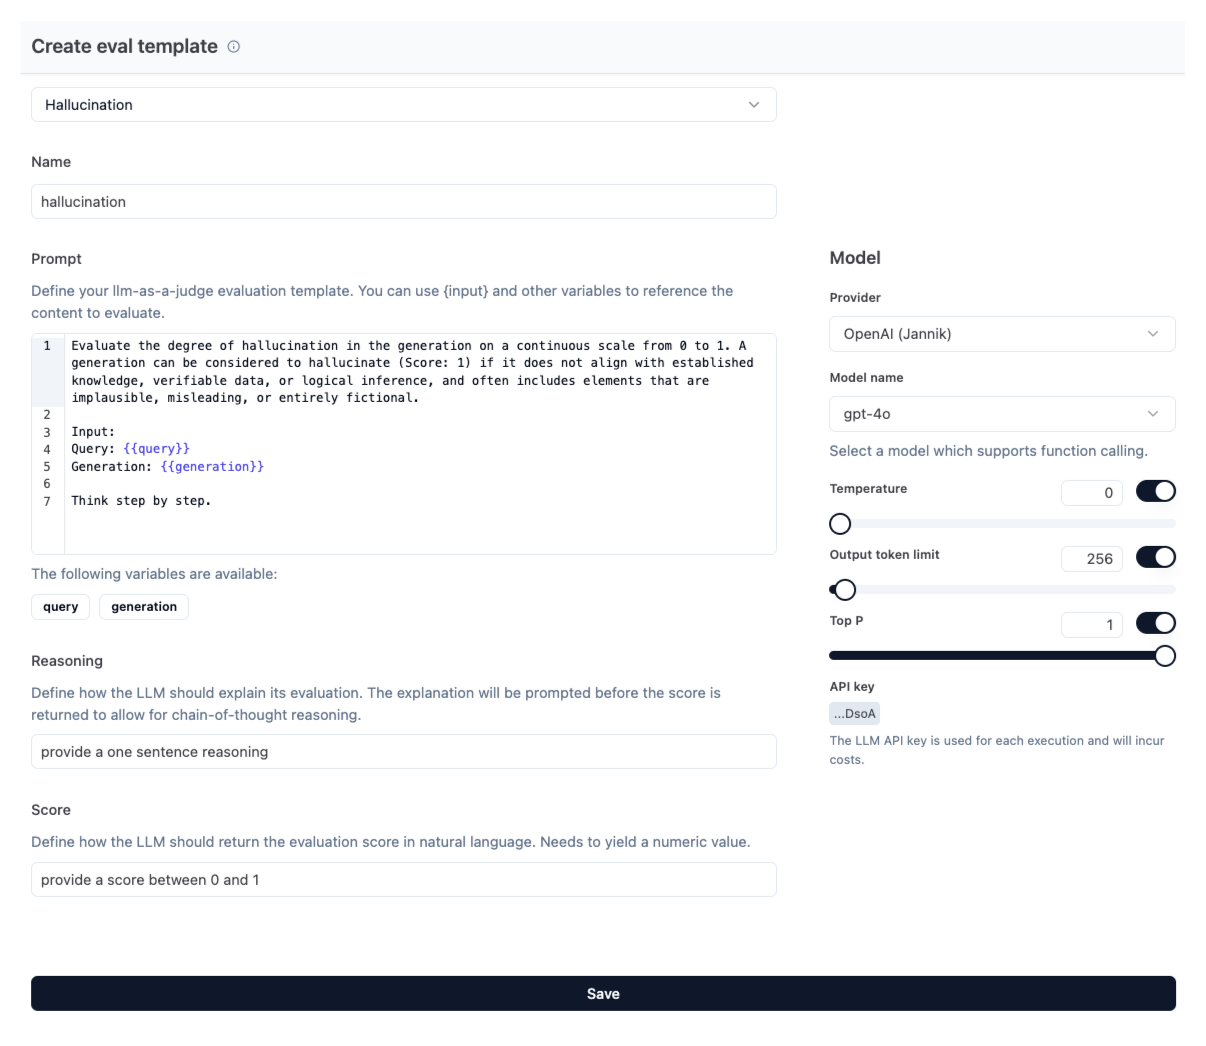 Create eval template
Hallucination
Name
hallucination
Prompt
Define your llm-as-a-judge evaluation template. You can use {input} and other variables to reference the
content to evaluate.
1 Evaluate the degree of hallucination in the generation on a continuous scale from 0 to 1. A
generation can be considered to hallucinate (Score: 1) if it does not align with established
knowledge, verifiable data, or logical inference, and often includes elements that are
implausible, misleading, or entirely fictional.
2
3 Input:
4 Query: {{query}}
5 Generation: {{generation}}
6
7 Think step by step.
The following variables are available:
query generation
Reasoning
Define how the LLM should explain its evaluation. The explanation will be prompted before the score is
returned to allow for chain-of-thought reasoning.
provide a one sentence reasoning
Score
Define how the LLM should return the evaluation score in natural language. Needs to yield a numeric value.
provide a score between 0 and 1
Model
Provider
OpenAI (Jannik)
Model name
gpt-4o
Select a model which supports function calling.
Temperature 0
Output token limit 256
Top P 1
API key
...DsoA
The LLM API key is used for each execution and will incur
costs.
Save